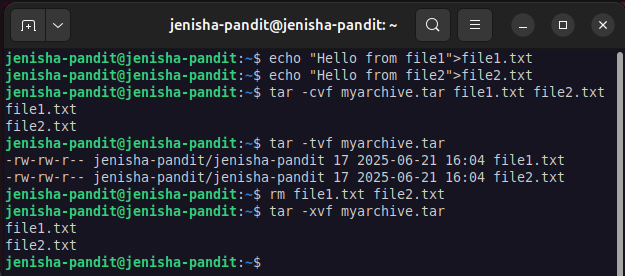 jenisha-pandit@jenisha-pandit: ~
jenisha-pandit@jenisha-pandit:~$ echo "Hello from file1">file1.txt
jenisha-pandit@jenisha-pandit:~$ echo "Hello from file2">file2.txt
jenisha-pandit@jenisha-pandit:~$ tar -cvf myarchive.tar file1.txt file2.txt
file1.txt
file2.txt
jenisha-pandit@jenisha-pandit:~$ tar -tvf myarchive.tar
-rw-rw-r-- jenisha-pandit/jenisha-pandit 17 2025-06-21 16:04 file1.txt
-rw-rw-r-- jenisha-pandit/jenisha-pandit 17 2025-06-21 16:04 file2.txt
jenisha-pandit@jenisha-pandit:~$ rm file1.txt file2.txt
jenisha-pandit@jenisha-pandit:~$ tar -xvf myarchive.tar
file1.txt
file2.txt
jenisha-pandit@jenisha-pandit:~$